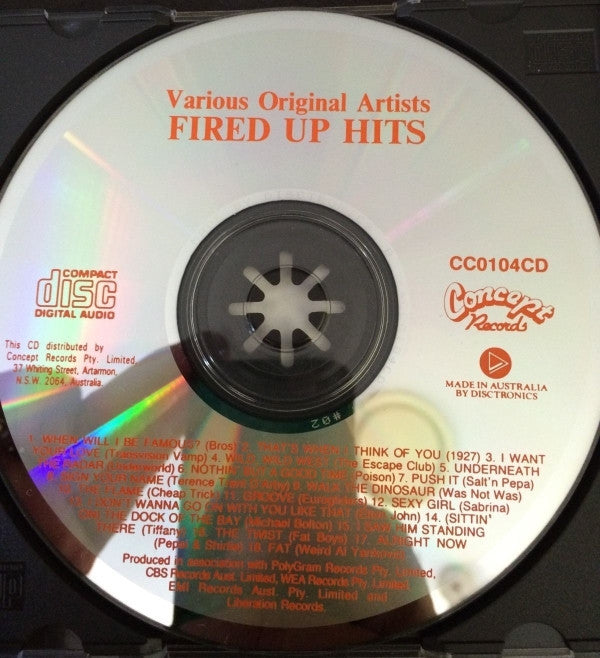 Various Original Artists
FIRED UP HITS
COMPACT
disc
DIGITAL AUDIO
CC0104CD
Concept
Records
This CD distributed by
Concept Records Pty. Limited,
37 Whiting Street, Artarmon,
N.S.W. 2064, Australia.
MADE IN AUSTRALIA
BY DISCTRONICS
#02
1. WHEN WILL I BE FAMOUS? (Bros) 2. THAT'S WHEN I THINK OF YOU (1927) 3. I WANT
YOUR LOVE (Transvision Vamp) 4. WILD, WILD WEST (The Escape Club) 5. UNDERNEATH
THE RADAR (Underworld) 6. NOTHIN' BUT A GOOD TIME (Poison) 7. PUSH IT (Salt'n Pepa)
8. SIGN YOUR NAME (Terence Trent D'Arby) 9. WALK THE DINOSAUR (Was Not Was)
10. THE FLAME (Cheap Trick) 11. GROOVE (Eurogliders) 12. SEXY GIRL (Sabrina)
13. I DON'T WANNA GO ON WITH YOU LIKE THAT (Elton John) 14. (SITTIN'
ON) THE DOCK OF THE BAY (Michael Bolton) 15. I SAW HIM STANDING
THERE (Tiffany) 16. THE TWIST (Fat Boys) 17. ALRIGHT NOW
(Pepsi & Shirlie) 18. FAT (Weird Al Yankovic)
Produced in association with PolyGram Records Pty. Limited,
CBS Records Aust. Limited, WEA Records Pty. Limited,
EMI Records Aust. Pty. Limited and
Liberation Records.